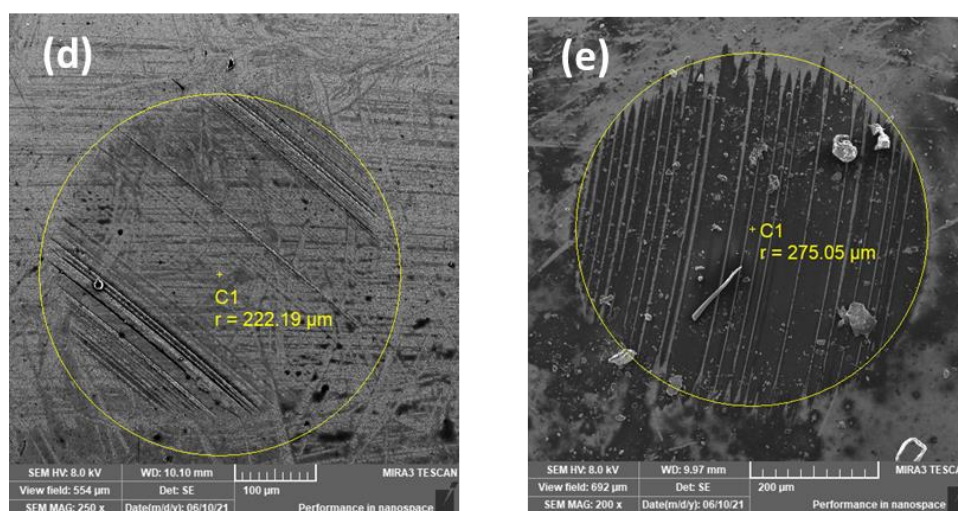 (d)
C1
r = 222.19 µm
SEM HV: 8.0 kV WD: 10.10 mm MIRA3 TESCAN
View field: 554 µm Det: SE 100 µm
SEM MAG: 250 x Date(m/d/y): 06/10/21 Performance in nanospace
(e)
C1
r = 275.05 µm
SEM HV: 8.0 kV WD: 9.97 mm MIRA3 TESCAN
View field: 692 µm Det: SE 200 µm
SEM MAG: 200 x Date(m/d/y): 06/10/21 Performance in nanospace